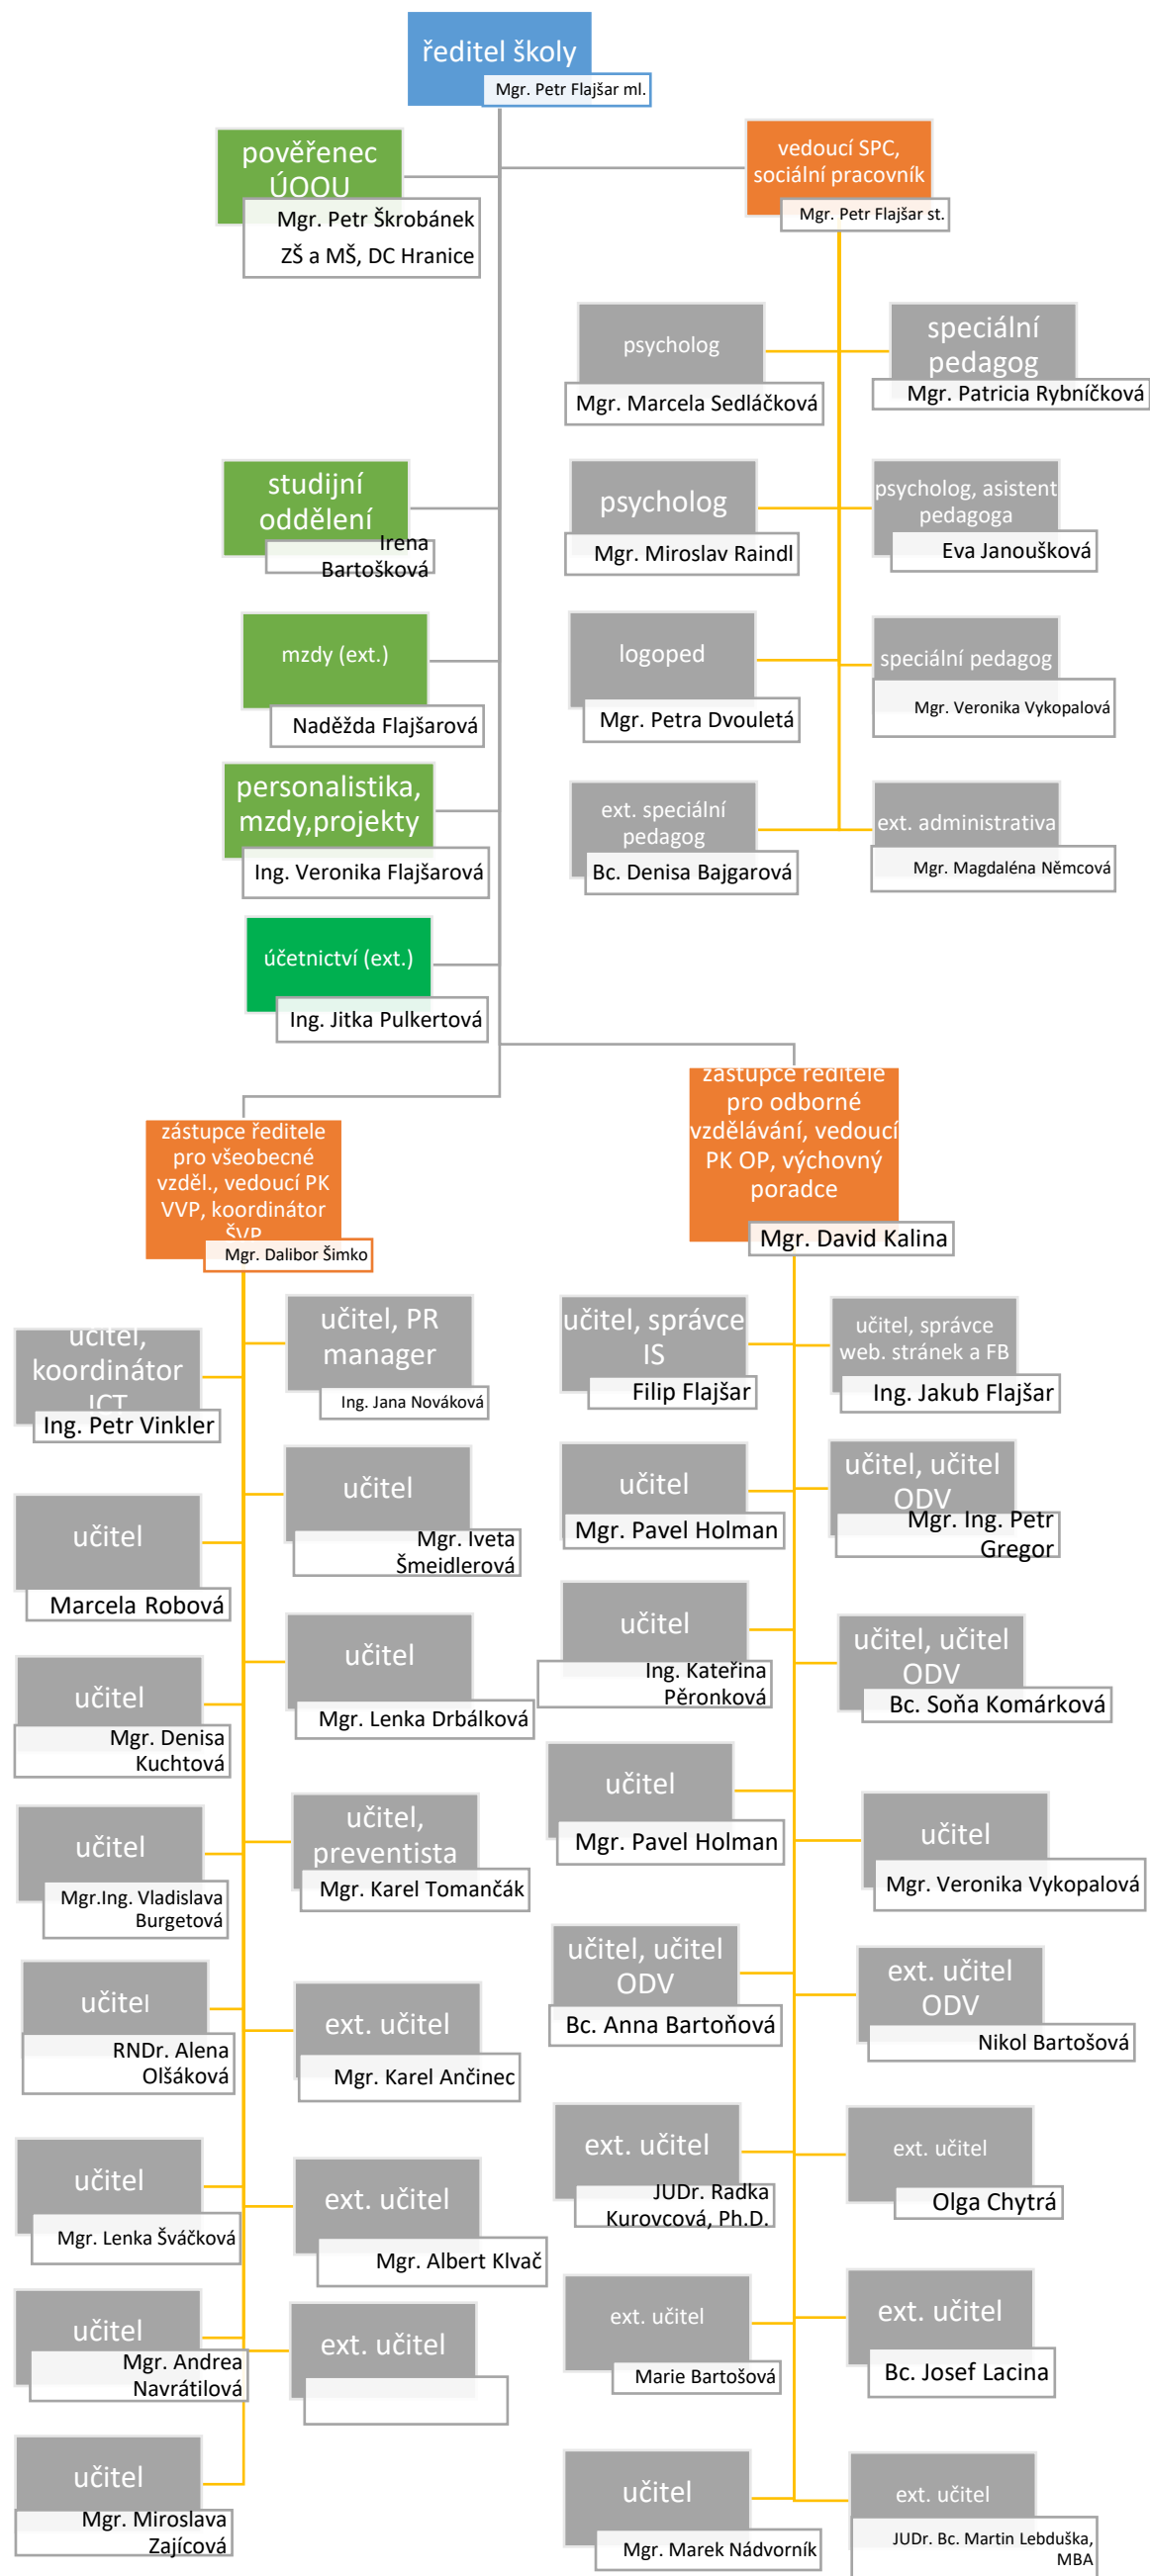 ředitel školy
Mgr. Petr Flajšar ml.
pověřenec
ÚOOU
Mgr. Petr Škrobánek
ZŠ a MŠ, DC Hranice
vedoucí SPC,
sociální pracovník
Mgr. Petr Flajšar st.
psycholog
Mgr. Marcela Sedláčková
speciální
pedagog
Mgr. Patricia Rybníčková
studijní
oddělení
Irena
Bartošková
psycholog
Mgr. Miroslav Raindl
psycholog, asistent
pedagoga
Eva Janoušková
mzdy (ext.)
Naděžda Flajšarová
logoped
Mgr. Petra Dvouletá
speciální pedagog
Mgr. Veronika Vykopalová
personalistika,
mzdy,projekty
Ing. Veronika Flajšarová
ext. speciální
pedagog
Bc. Denisa Bajgarová
ext. administrativa
Mgr. Magdaléna Němcová
účetnictví (ext.)
Ing. Jitka Pulkertová
zástupce ředitele
pro všeobecné
vzděl., vedoucí PK
VVP, koordinátor
ŠVP
Mgr. Dalibor Šimko
zástupce ředitele
pro odborné
vzdělávání, vedoucí
PK OP, výchovný
poradce
Mgr. David Kalina
učitel,
koordinátor
ICT
Ing. Petr Vinkler
učitel, PR
manager
Ing. Jana Nováková
učitel, správce
IS
Filip Flajšar
učitel, správce
web. stránek a FB
Ing. Jakub Flajšar
učitel
Marcela Robová
učitel
Mgr. Iveta
Šmeidlerová
učitel
Mgr. Pavel Holman
učitel, učitel
ODV
Mgr. Ing. Petr
Gregor
učitel
Mgr. Denisa
Kuchtová
učitel
Mgr. Lenka Drbálková
učitel
Ing. Kateřina
Pěronková
učitel, učitel
ODV
Bc. Soňa Komárková
učitel
Mgr.Ing. Vladislava
Burgetová
učitel,
preventista
Mgr. Karel Tomančák
učitel
Mgr. Pavel Holman
učitel
Mgr. Veronika Vykopalová
učitel
RNDr. Alena
Olšáková
ext. učitel
Mgr. Karel Ančinec
učitel, učitel
ODV
Bc. Anna Bartoňová
ext. učitel
ODV
Nikol Bartošová
učitel
Mgr. Lenka Šváčková
ext. učitel
Mgr. Albert Klvač
ext. učitel
JUDr. Radka
Kurovcová, Ph.D.
ext. učitel
Olga Chytrá
učitel
Mgr. Andrea
Navrátilová
ext. učitel
ext. učitel
Marie Bartošová
ext. učitel
Bc. Josef Lacina
učitel
Mgr. Miroslava
Zajícová
učitel
Mgr. Marek Nádvorník
ext. učitel
JUDr. Bc. Martin Lebduška,
MBA